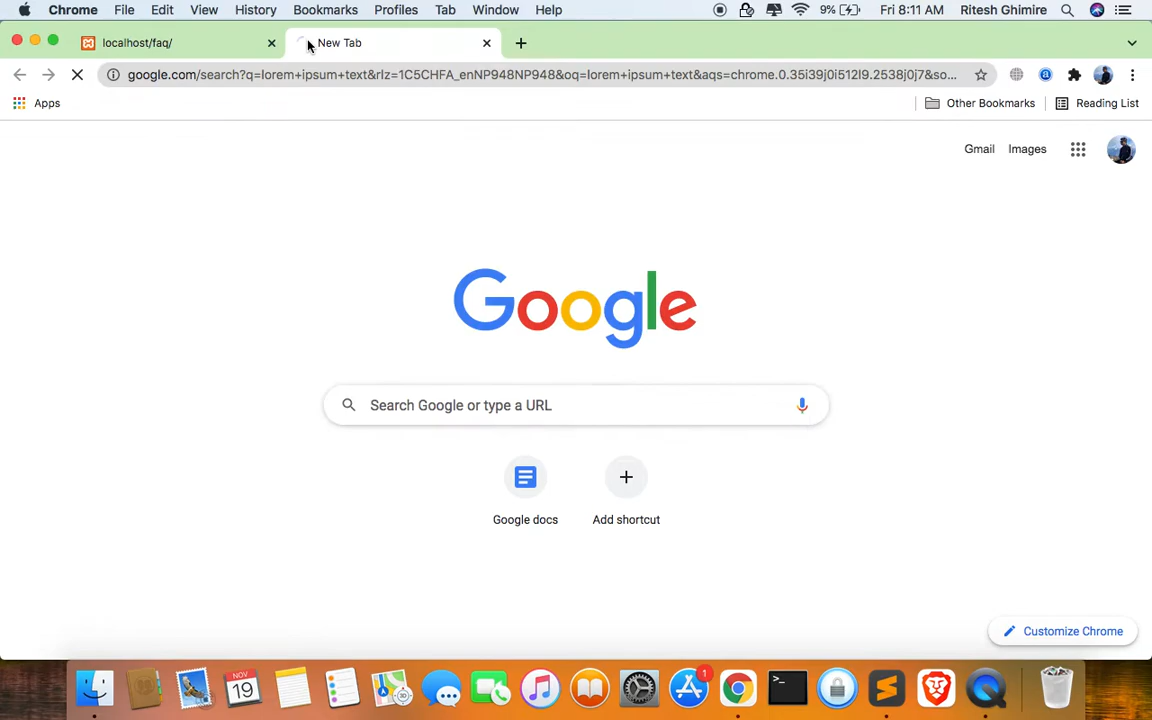 Chrome File Edit View History Bookmarks Profiles Tab Window Help 9% Fri 8:11 AM Ritesh Ghimire
localhost/faq/ New Tab
google.com/search?q=lorem+ipsum+text&rlz=1C5CHFA_enNP948NP948&oq=lorem+ipsum+text&aqs=chrome.0.35i39j0i512l9.2538j0j7&so...
Apps Other Bookmarks Reading List
Gmail Images
Google
Search Google or type a URL
Google docs Add shortcut
Customize Chrome
NOV 19 1